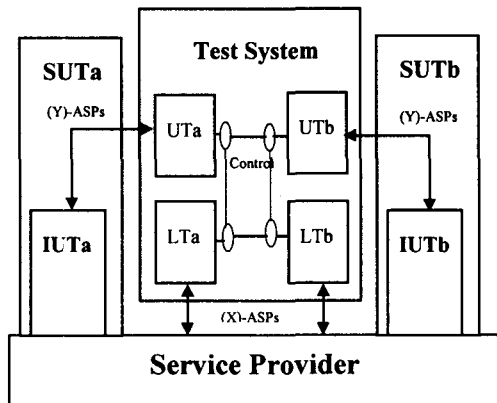 Test System
SUTa
SUTb
(Y)-ASPs
(Y)-ASPs
UTa
UTb
Control
IUTa
LTa
LTb
IUTb
(X)-ASPs
Service Provider